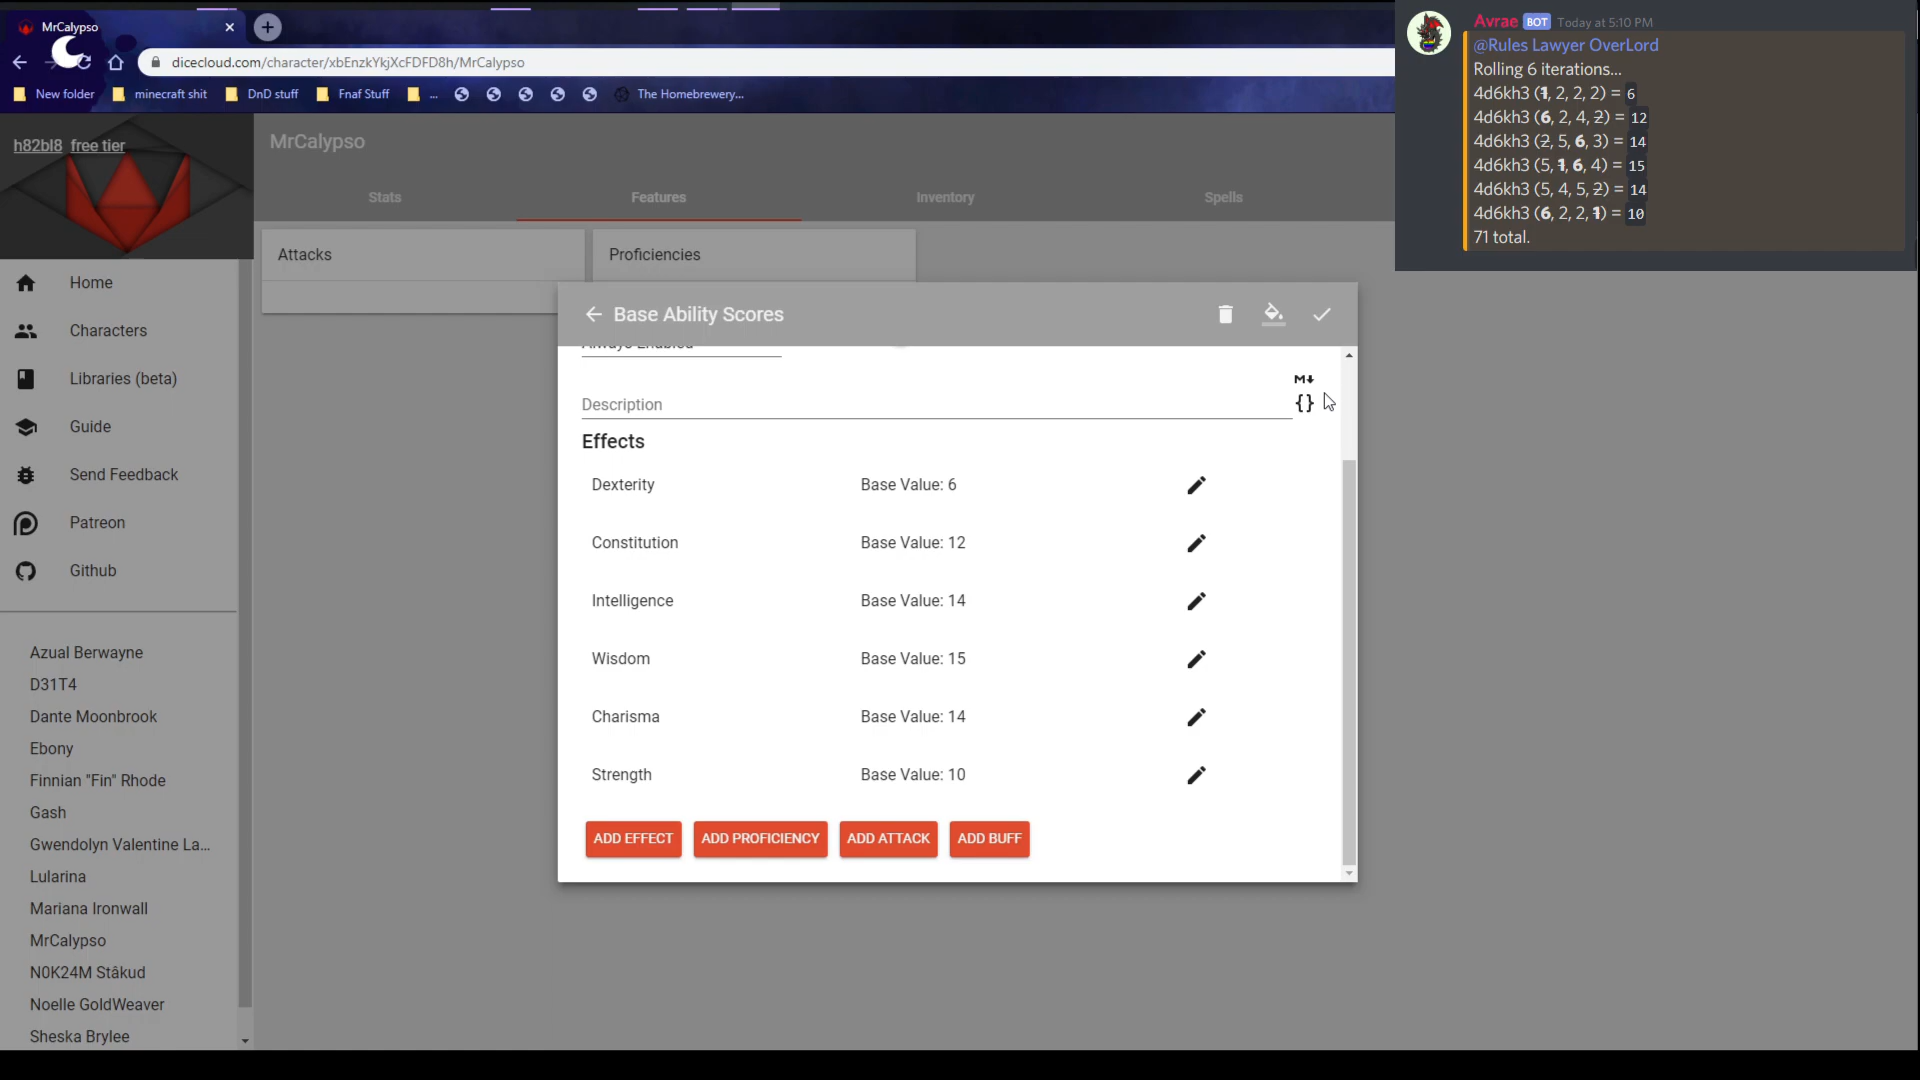 MrCalypso
dicecloud.com/character/xbEnzkYkjXcFDFD8h/MrCalypso
New folder
minecraft shit
DnD stuff
Fnaf Stuff
...
The Homebrewery...
Avrae BOT Today at 5:10 PM
@Rules Lawyer OverLord
Rolling 6 iterations...
4d6kh3 (1, 2, 2, 2) = 6
4d6kh3 (6, 2, 4, 2) = 12
4d6kh3 (2, 5, 6, 3) = 14
4d6kh3 (5, 1, 6, 4) = 15
4d6kh3 (5, 4, 5, 2) = 14
4d6kh3 (6, 2, 2, 1) = 10
71 total.
h82bl8 free tier
MrCalypso
Stats
Features
Inventory
Spells
Attacks
Proficiencies
Home
Characters
Libraries (beta)
Guide
Send Feedback
Patreon
Github
Azual Berwayne
D31T4
Dante Moonbrook
Ebony
Finnian "Fin" Rhode
Gash
Gwendolyn Valentine La...
Lularina
Mariana Ironwall
MrCalypso
N0K24M Ståkud
Noelle GoldWeaver
Sheska Brylee
Base Ability Scores
Always Enabled
M
Description
{}
Effects
Dexterity Base Value: 6
Constitution Base Value: 12
Intelligence Base Value: 14
Wisdom Base Value: 15
Charisma Base Value: 14
Strength Base Value: 10
ADD EFFECT
ADD PROFICIENCY
ADD ATTACK
ADD BUFF